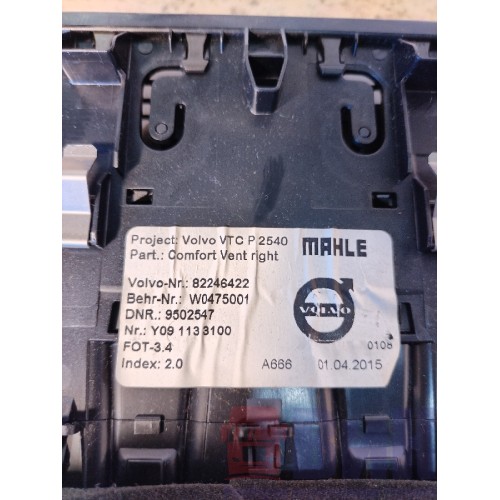 Project: Volvo VTC P 2540
MAHLE
Part.: Comfort Vent right
Volvo-Nr.: 82246422
Behr-Nr.: W0475001
DNR.: 9502547
Nr.: Y09 113 3100
FOT-3.4
Index: 2.0
VOLVO
0108
A666 01.04.2015